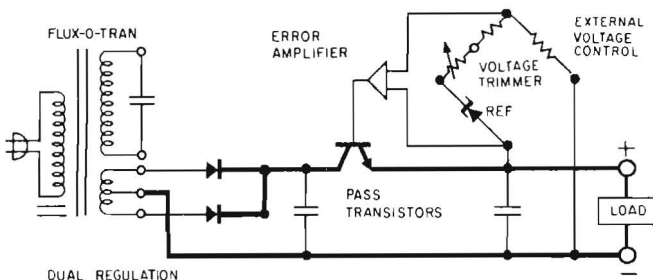 FLUX-O-TRAN
ERROR
AMPLIFIER
EXTERNAL
VOLTAGE
CONTROL
VOLTAGE
TRIMMER
REF
PASS
TRANSISTORS
+
LOAD
−
DUAL REGULATION